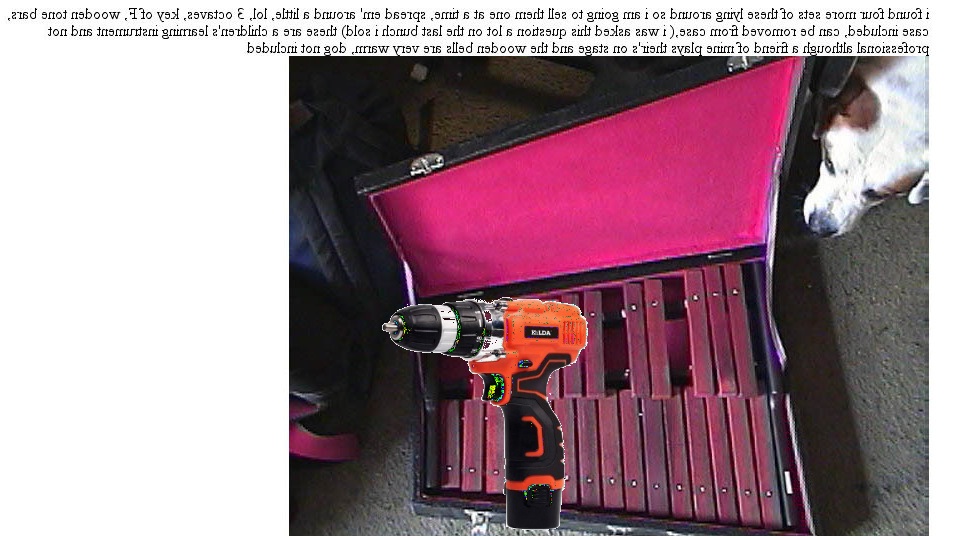 i found four more sets of these lying around so i am going to sell them one at a time, spread em' around a little, lol, 3 octaves, key of F, wooden tone bars,
case included, can be removed from case,( i was asked this question a lot on the last bunch i sold) these are a children's learning instrument and not
professional although a friend of mine plays their's on stage and the wooden bells are very warm, dog not included